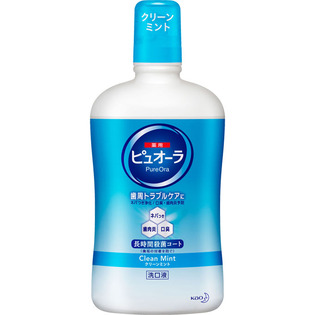 クリーン
ミント
薬用
ピュオーラ
PureOra
歯周トラブルケアに
ネバつき
歯肉炎
口臭
長時間殺菌コート
Clean Mint
クリーンミント
洗口液
KAO